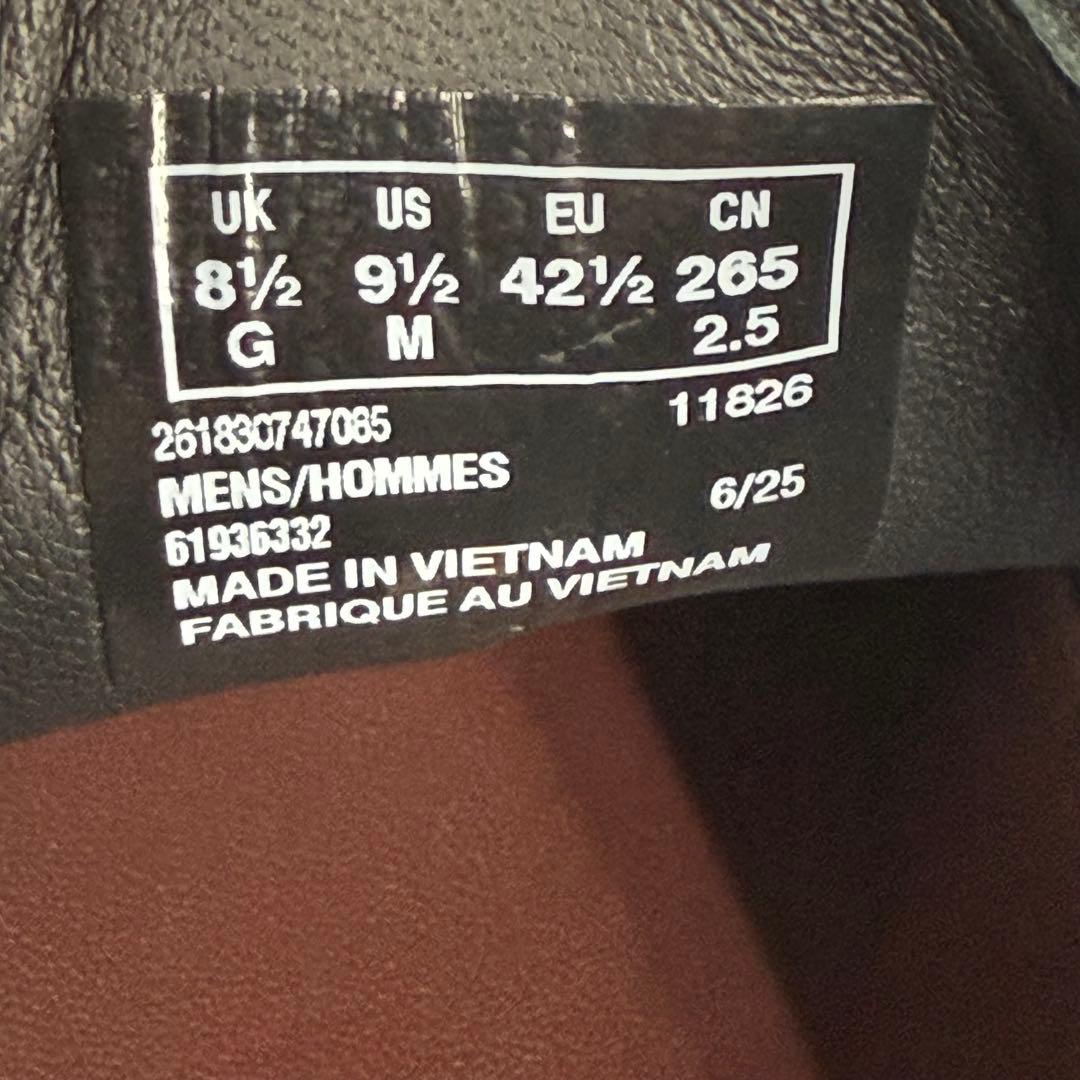 UK US EU CN
8½ 9½ 42½ 265
G M 2.5
261830747085 11826
MENS/HOMMES
61936332 6/25
MADE IN VIETNAM
FABRIQUE AU VIETNAM